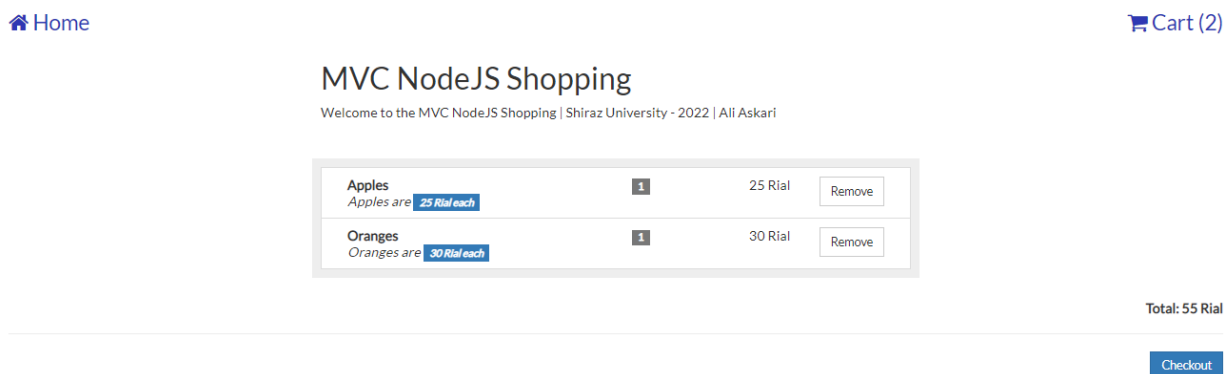 Home
Cart (2)
MVC NodeJS Shopping
Welcome to the MVC NodeJS Shopping | Shiraz University - 2022 | Ali Askari
Apples 1 25 Rial Remove
Apples are 25 Rial each
Oranges 1 30 Rial Remove
Oranges are 30 Rial each
Total: 55 Rial
Checkout